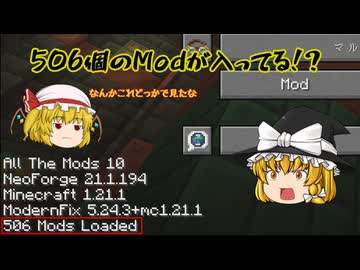 506個のModが入ってる!?
マル
なんかこれどっかで見たな
Mod
All The Mods 10
NeoForge 21.1.194
Minecraft 1.21.1
ModernFix 5.24.3+mc1.21.1
506 Mods Loaded